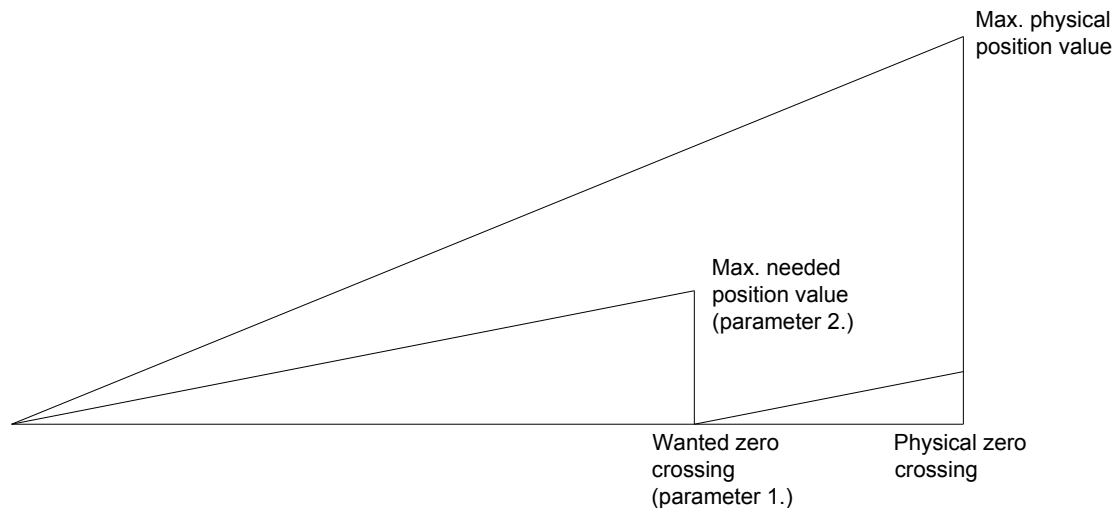 Max. physical
position value
Max. needed
position value
(parameter 2.)
Wanted zero
crossing
(parameter 1.)
Physical zero
crossing